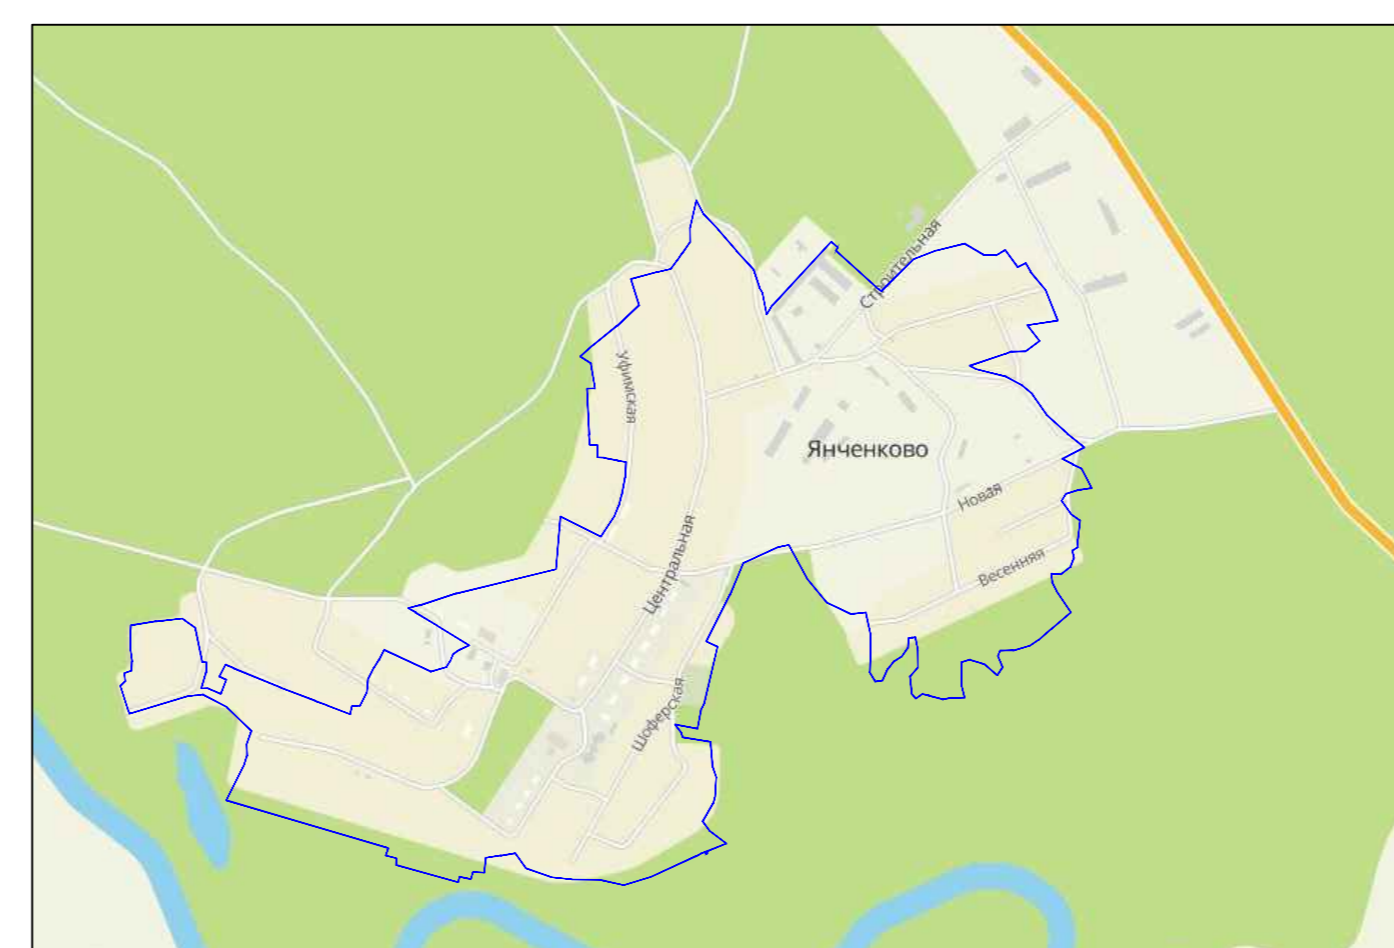 Строительная
Уфимская
Янченково
Новая
Центральная
Весенняя
Шоферская